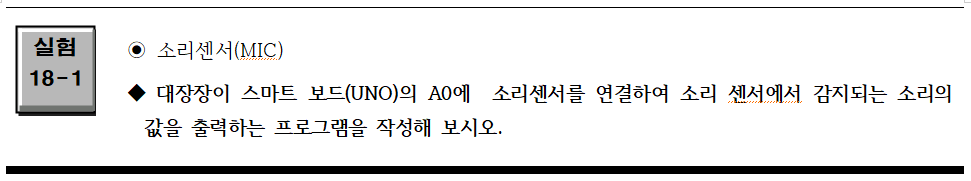 실험
18-1
◉ 소리센서(MIC)
◆ 대장장이 스마트 보드(UNO)의 A0에 소리센서를 연결하여 소리 센서에서 감지되는 소리의
값을 출력하는 프로그램을 작성해 보시오.